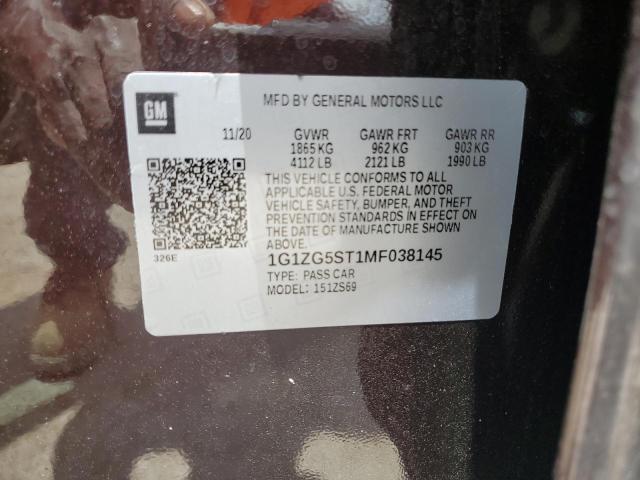 GM
MFD BY GENERAL MOTORS LLC
11/20 GVWR GAWR FRT GAWR RR
1865 KG 962 KG 903 KG
4112 LB 2121 LB 1990 LB
THIS VEHICLE CONFORMS TO ALL
APPLICABLE U.S. FEDERAL MOTOR
VEHICLE SAFETY, BUMPER, AND THEFT
PREVENTION STANDARDS IN EFFECT ON
THE DATE OF MANUFACTURE SHOWN
ABOVE.
326E
1G1ZG5ST1MF038145
TYPE: PASS CAR
MODEL: 151ZS69